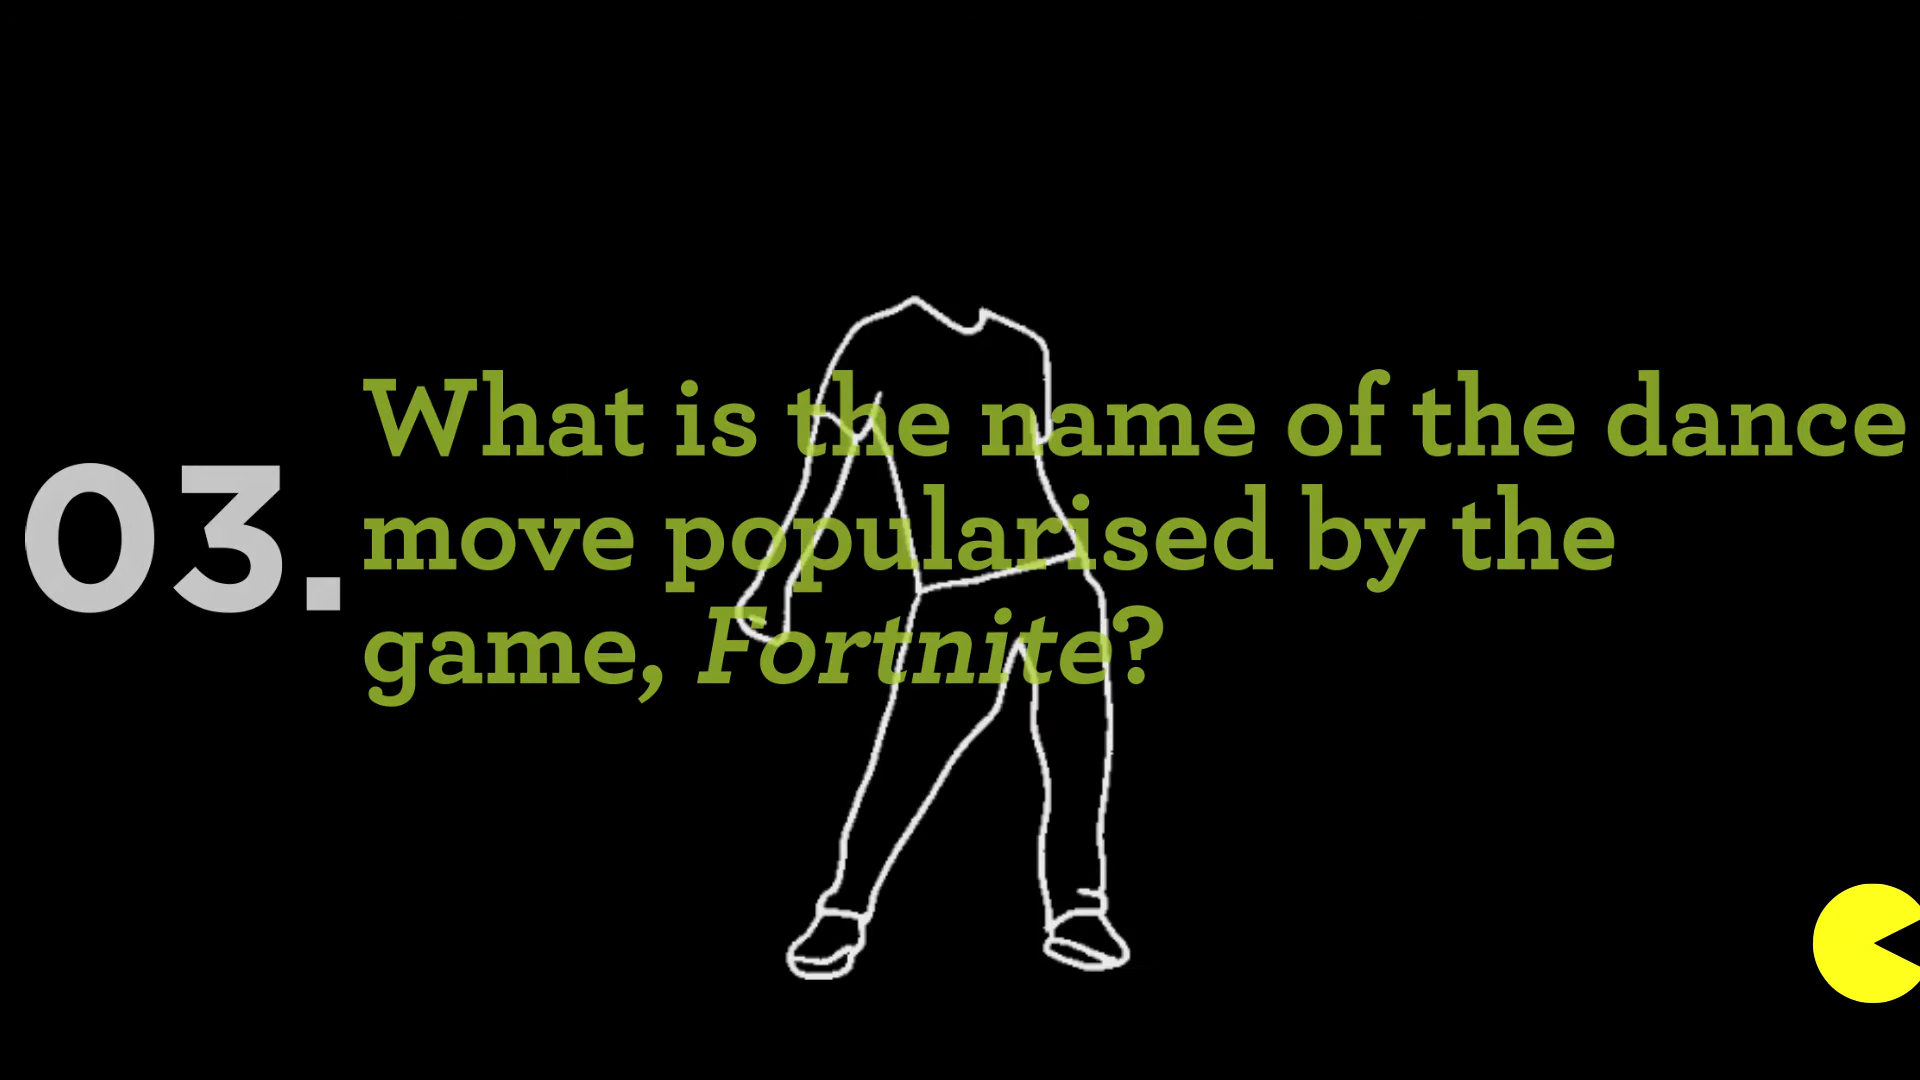 03.
What is the name of the dance
move popularised by the
game, Fortnite?